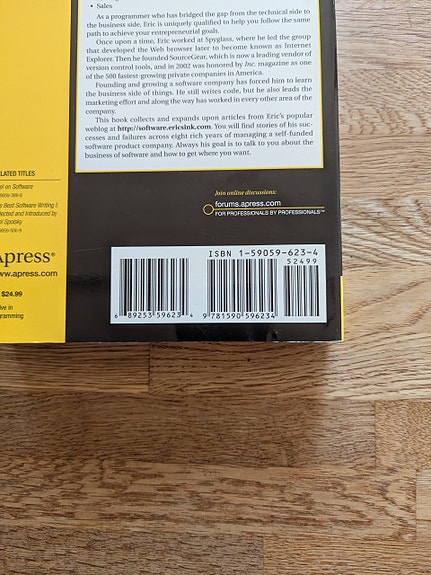 • Sales
As a programmer who has bridged the gap from the technical side to
the business side, Eric is uniquely qualified to help you follow the same
path to achieve your entrepreneurial goals.
Once upon a time, Eric worked at Spyglass, where he led the group
that developed the Web browser later to become known as Internet
Explorer. Then he founded SourceGear, which is now a leading vendor of
version control tools, and in 2002 was honored by Inc. magazine as one
of the 500 fastest-growing private companies in America.
Founding and growing a software company has forced him to learn
the business side of things. He still writes code, but he also leads the
marketing effort and along the way has worked in every other area of the
company.
This book collects and expands upon articles from Eric's popular
weblog at http://software.ericsink.com. You will find stories of his suc-
cesses and failures across eight rich years of managing a self-funded
software product company. Always his goal is to talk to you about the
business of software and how to get where you want.
LATED TITLES
el on Software
Best Software Writing I:
lected and Introduced by
el Spolsky
Apress®
ww.apress.com
$24.99
lve in
gramming
Join online discussions:
forums.apress.com
FOR PROFESSIONALS BY PROFESSIONALS™
ISBN 1-59059-623-4
52499
6 89253 59623 4
9 781590 596234